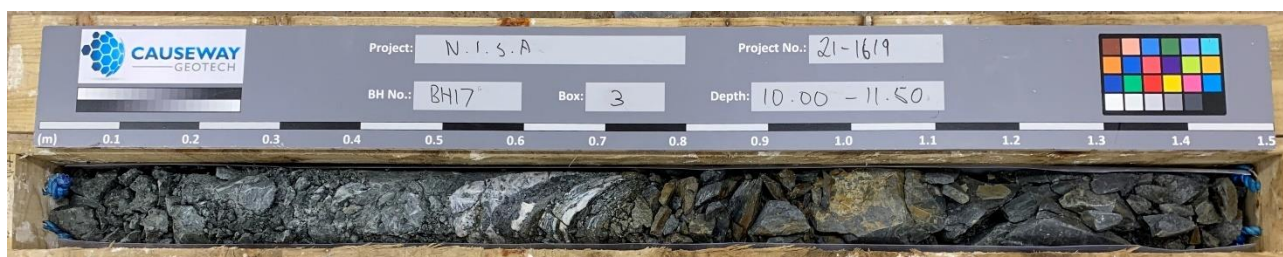 CAUSEWAY
GEOTECH
Project: N.I.S.A
Project No.: 21-1619
BH No.: BH17
Box: 3
Depth: 10.00 - 11.50
(m) 0.1 0.2 0.3 0.4 0.5 0.6 0.7 0.8 0.9 1.0 1.1 1.2 1.3 1.4 1.5